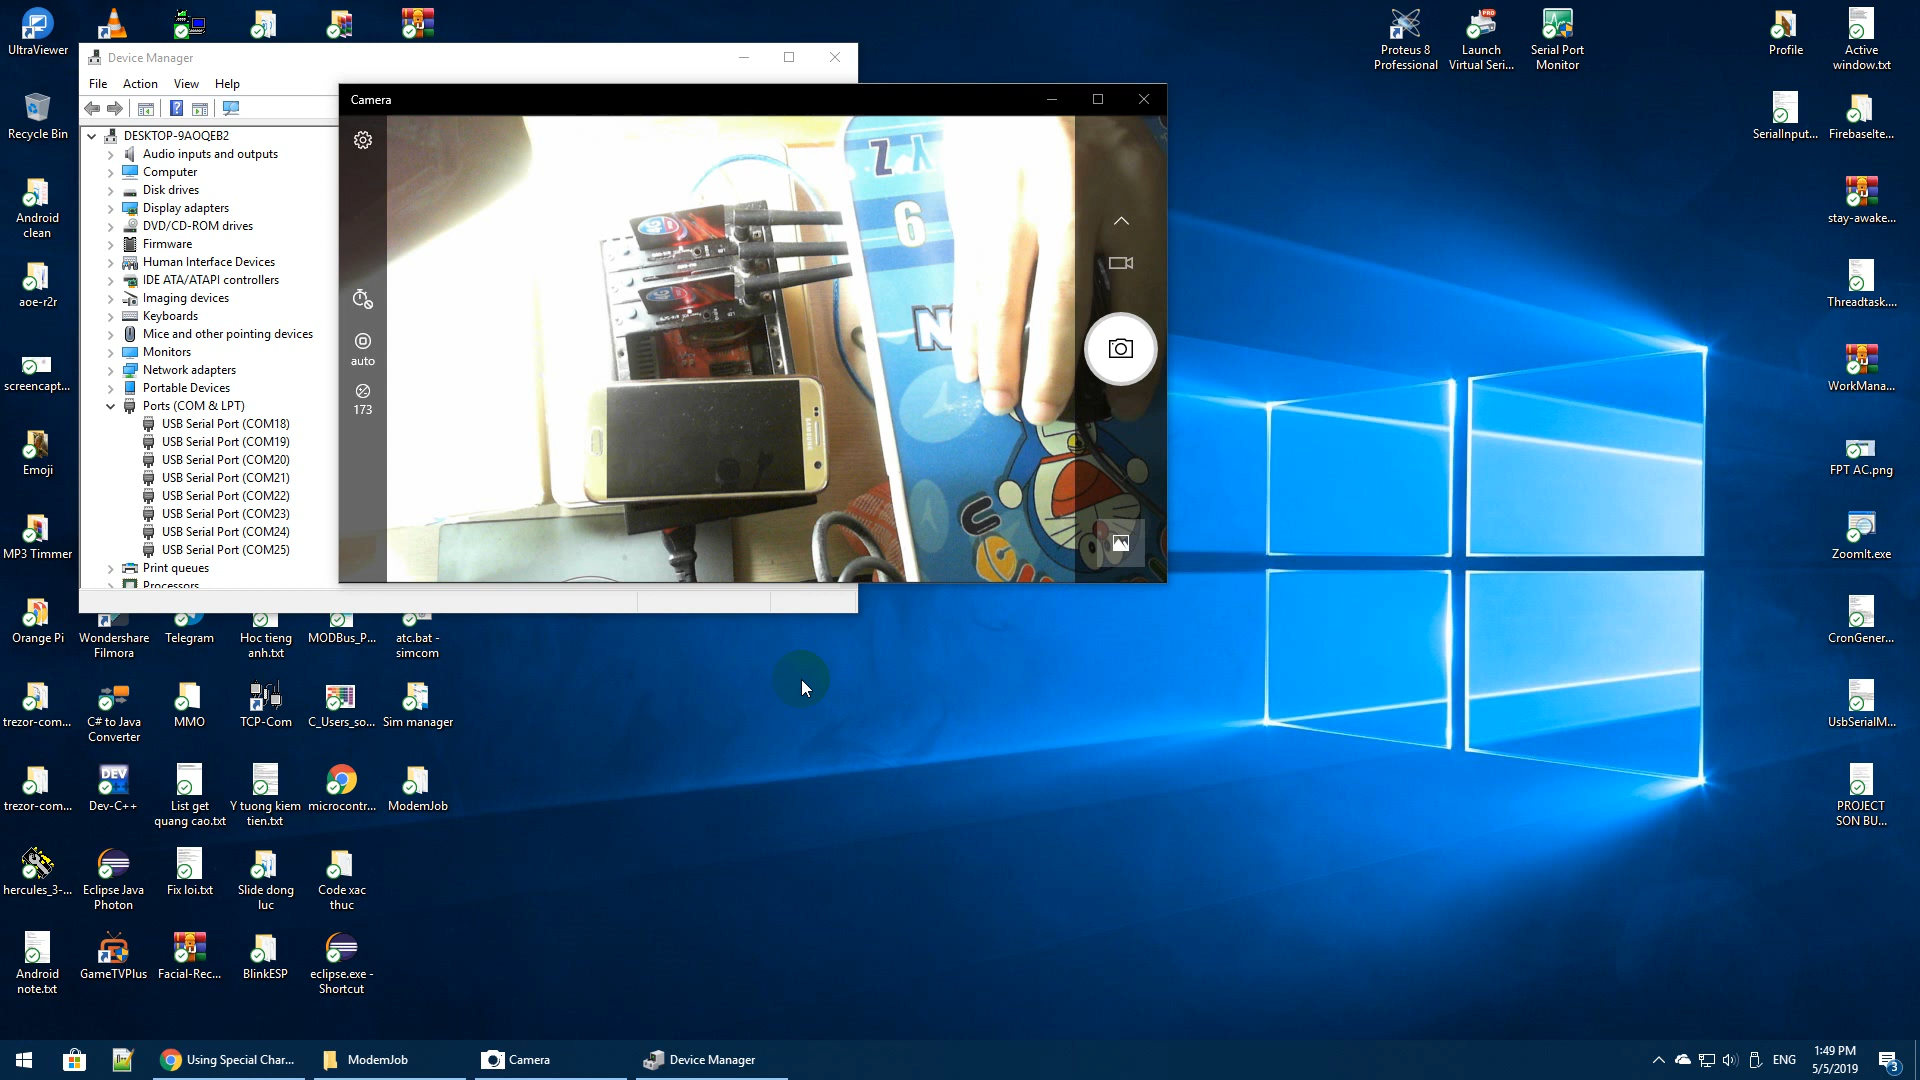 UltraViewer
Recycle Bin
Android
clean
aoe-r2r
screencapt...
Emoji
MP3 Timmer
Orange Pi
Wondershare
Filmora
Telegram
Hoc tieng
anh.txt
MODBus_P...
atc.bat -
simcom
trezor-com...
C# to Java
Converter
MMO
TCP-Com
C_Users_so...
Sim manager
trezor-com...
DEV
Dev-C++
List get
quang cao.txt
Y tuong kiem
tien.txt
microcontr...
ModemJob
hercules_3-...
Eclipse Java
Photon
Fix loi.txt
Slide dong
luc
Code xac
thuc
Android
note.txt
GameTVPlus
Facial-Rec...
BlinkESP
eclipse.exe -
Shortcut
Device Manager
File Action View Help
DESKTOP-9AOQEB2
Audio inputs and outputs
Computer
Disk drives
Display adapters
DVD/CD-ROM drives
Firmware
Human Interface Devices
IDE ATA/ATAPI controllers
Imaging devices
Keyboards
Mice and other pointing devices
Monitors
Network adapters
Portable Devices
Ports (COM & LPT)
USB Serial Port (COM18)
USB Serial Port (COM19)
USB Serial Port (COM20)
USB Serial Port (COM21)
USB Serial Port (COM22)
USB Serial Port (COM23)
USB Serial Port (COM24)
USB Serial Port (COM25)
Print queues
Processors
Camera
auto
173
Y Z
6
N
U
SAMSUNG
Proteus 8
Professional
PRO
Launch
Virtual Seri...
Serial Port
Monitor
Profile
Active
window.txt
SerialInput...
FirebaseIte...
stay-awake...
Threadtask....
WorkMana...
FPT AC.png
ZoomIt.exe
CronGener...
UsbSerialM...
PROJECT
SON BU...
Using Special Char...
ModemJob
Camera
Device Manager
ENG
1:49 PM
5/5/2019
3